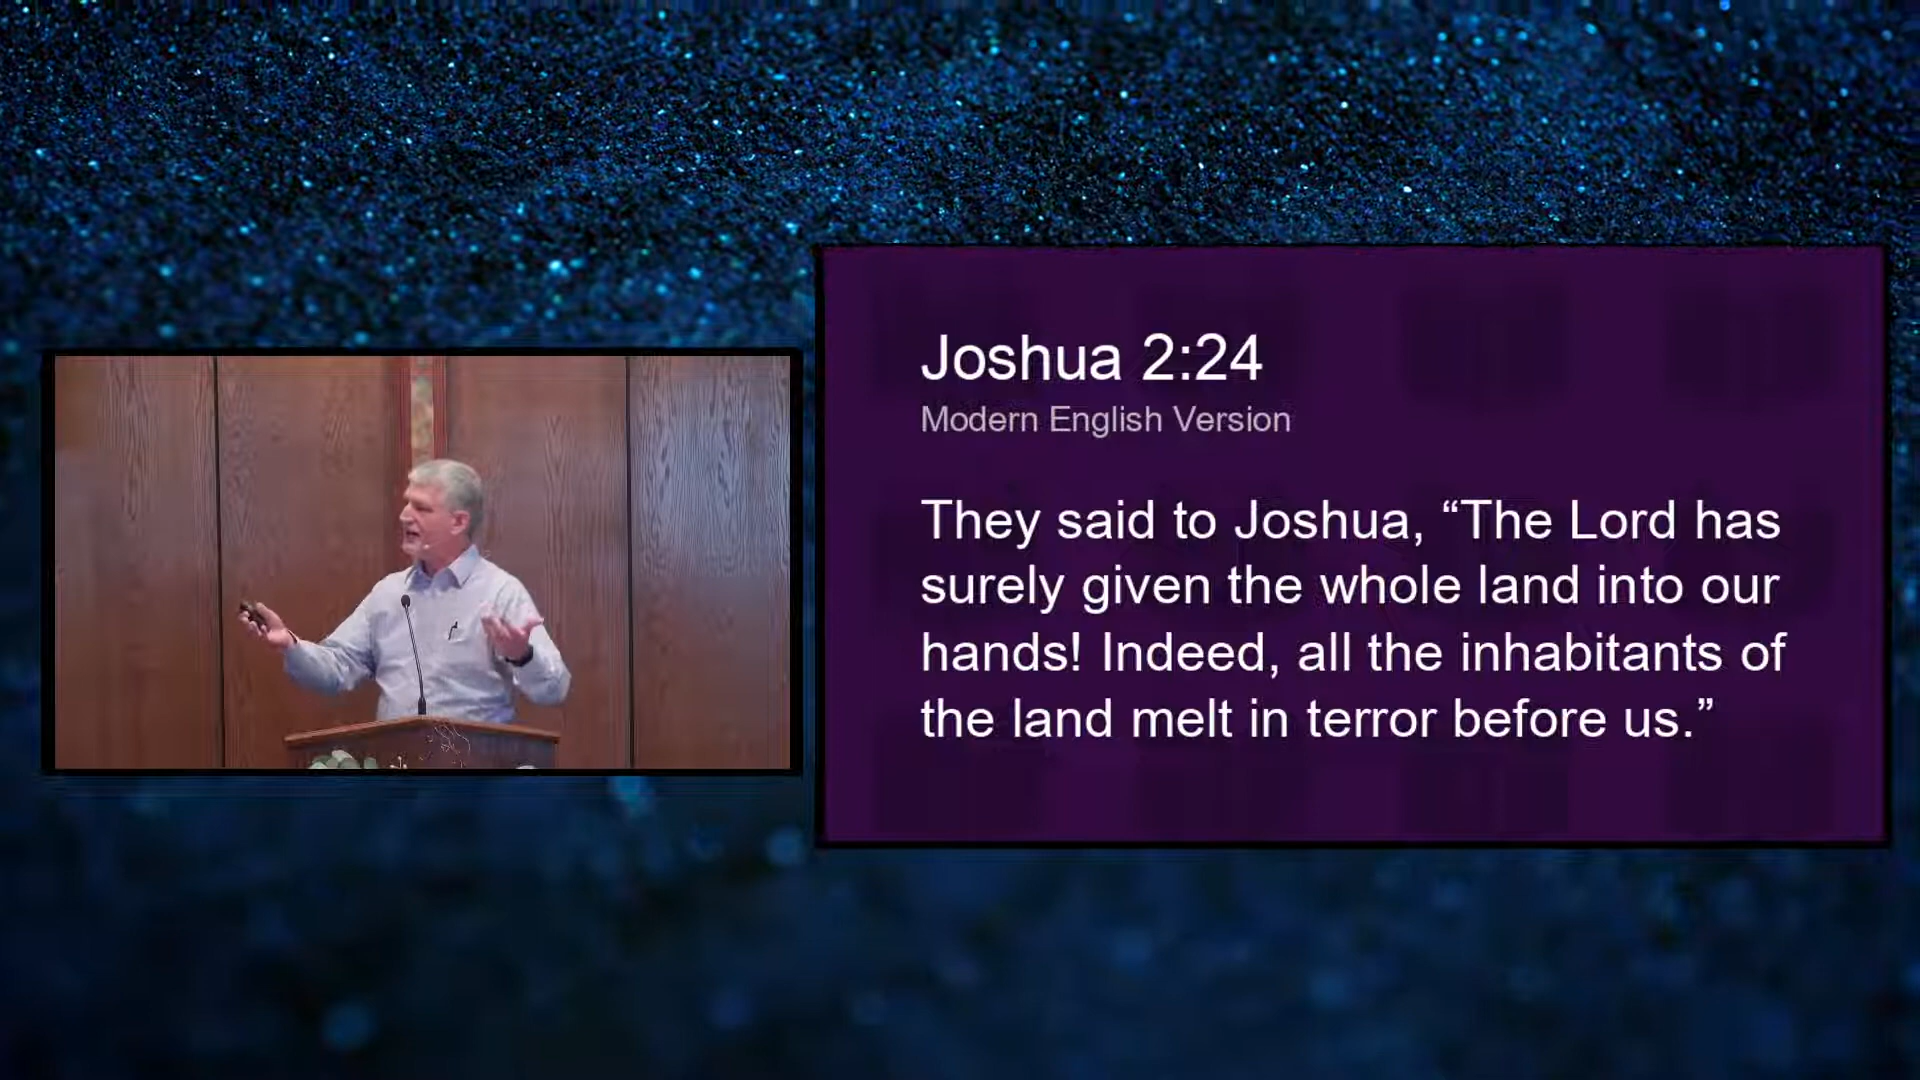 Joshua 2:24
Modern English Version
They said to Joshua, “The Lord has
surely given the whole land into our
hands! Indeed, all the inhabitants of
the land melt in terror before us.”